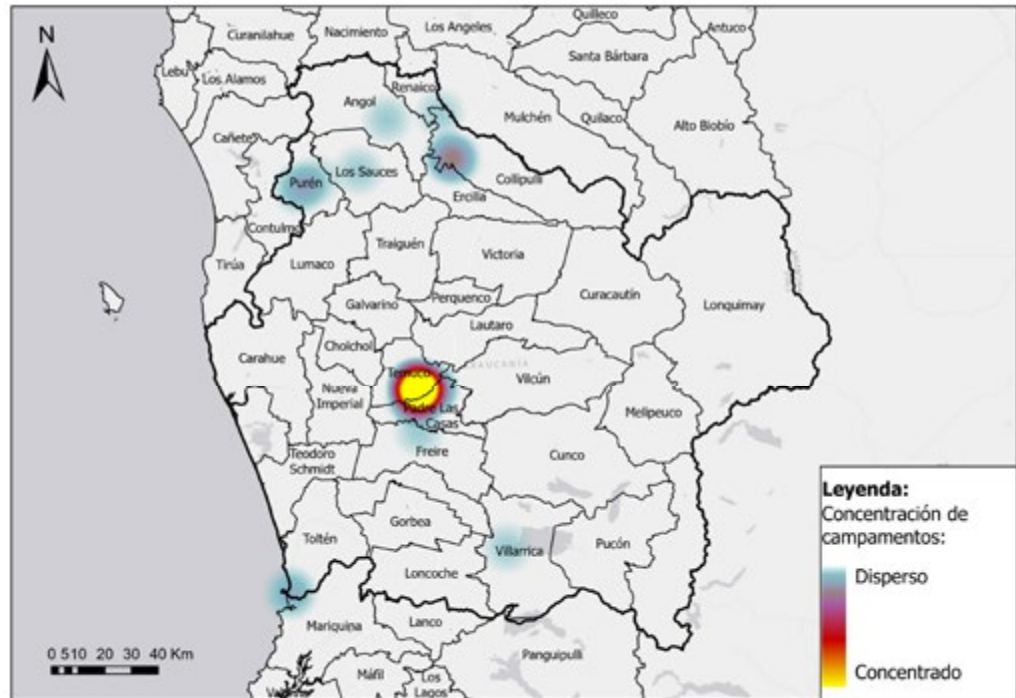 N
Quilleco
Antuco
Curanilahue
Nacimiento
Los Angeles
Santa Bárbara
Lebu
Los Alamos
Renaico
Angol
Mulchén
Quilaco
Alto Biobío
Cañete
Purén
Los Sauces
Collipulli
Ercilla
Contulmo
Traiguén
Victoria
Tirúa
Lumaco
Curacautín
Lonquimay
Galvarino
Perquenco
Lautaro
Cholchol
Carahue
ARAUCANÍA
Temuco
Vilcún
Nueva
Imperial
Padre Las
Casas
Melipeuco
Freire
Cunco
Teodoro
Schmidt
Gorbea
Toltén
Villarrica
Pucón
Loncoche
Mariquina
Lanco
Panguipulli
Máfil
Los
Lagos
0 5 10 20 30 40 Km
Leyenda:
Concentración de
campamentos:
Disperso
Concentrado